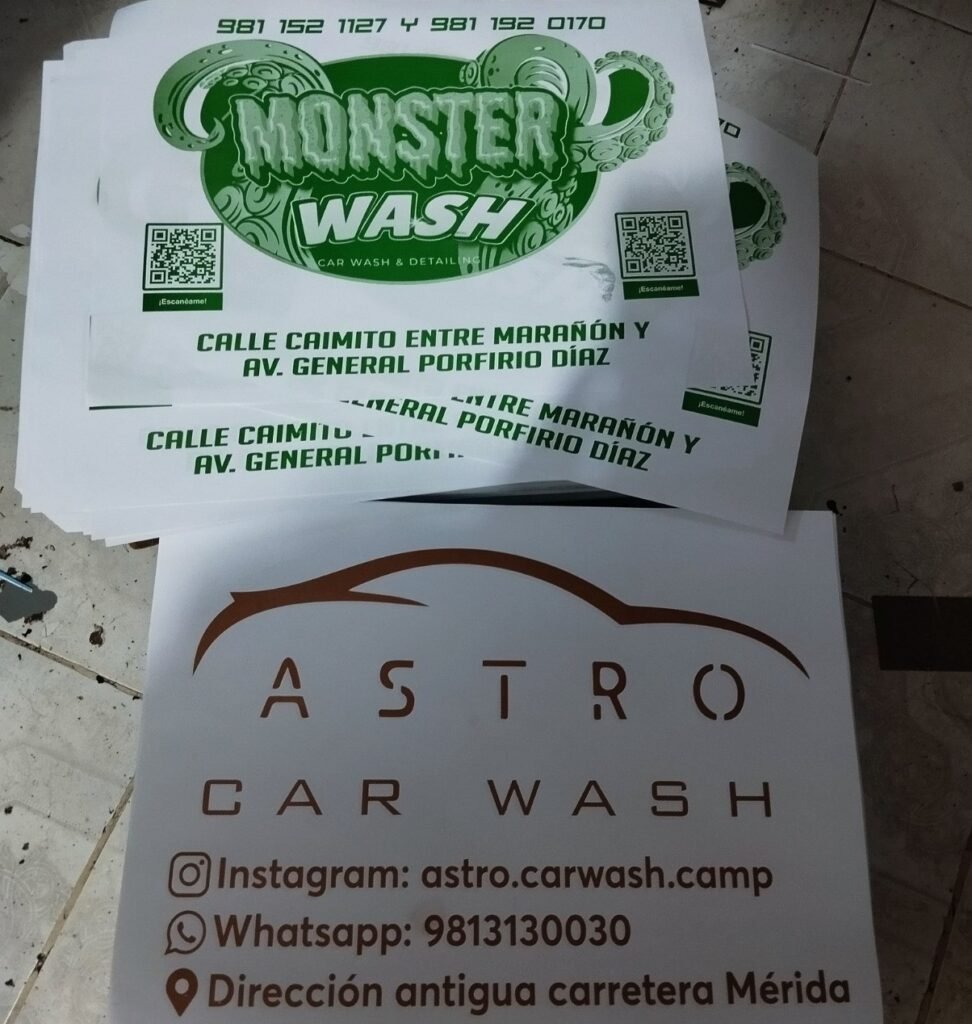 981 152 1127 Y 981 192 0170
MONSTER
WASH
CAR WASH & DETAILING
¡Escanéame!
¡Escanéame!
CALLE CAIMITO ENTRE MARAÑÓN Y
AV. GENERAL PORFIRIO DÍAZ
70
¡Escanéame!
ENTRE MARAÑÓN Y
GENERAL PORFIRIO DÍAZ
CALLE CAIMITO
AV. GENERAL
ASTRO
CAR WASH
Instagram: astro.carwash.camp
Whatsapp: 9813130030
Dirección antigua carretera Mérida